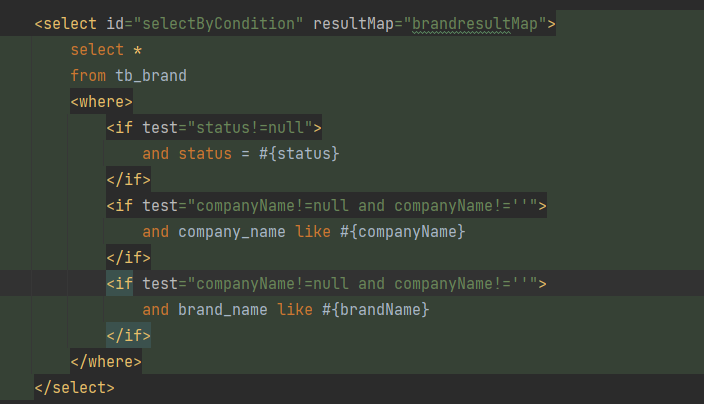 <select id="selectByCondition" resultMap="brandresultMap">
select *
from tb_brand
<where>
<if test="status!=null">
and status = #{status}
</if>
<if test="companyName!=null and companyName!=''">
and company_name like #{companyName}
</if>
<if test="companyName!=null and companyName!=''">
and brand_name like #{brandName}
</if>
</where>
</select>